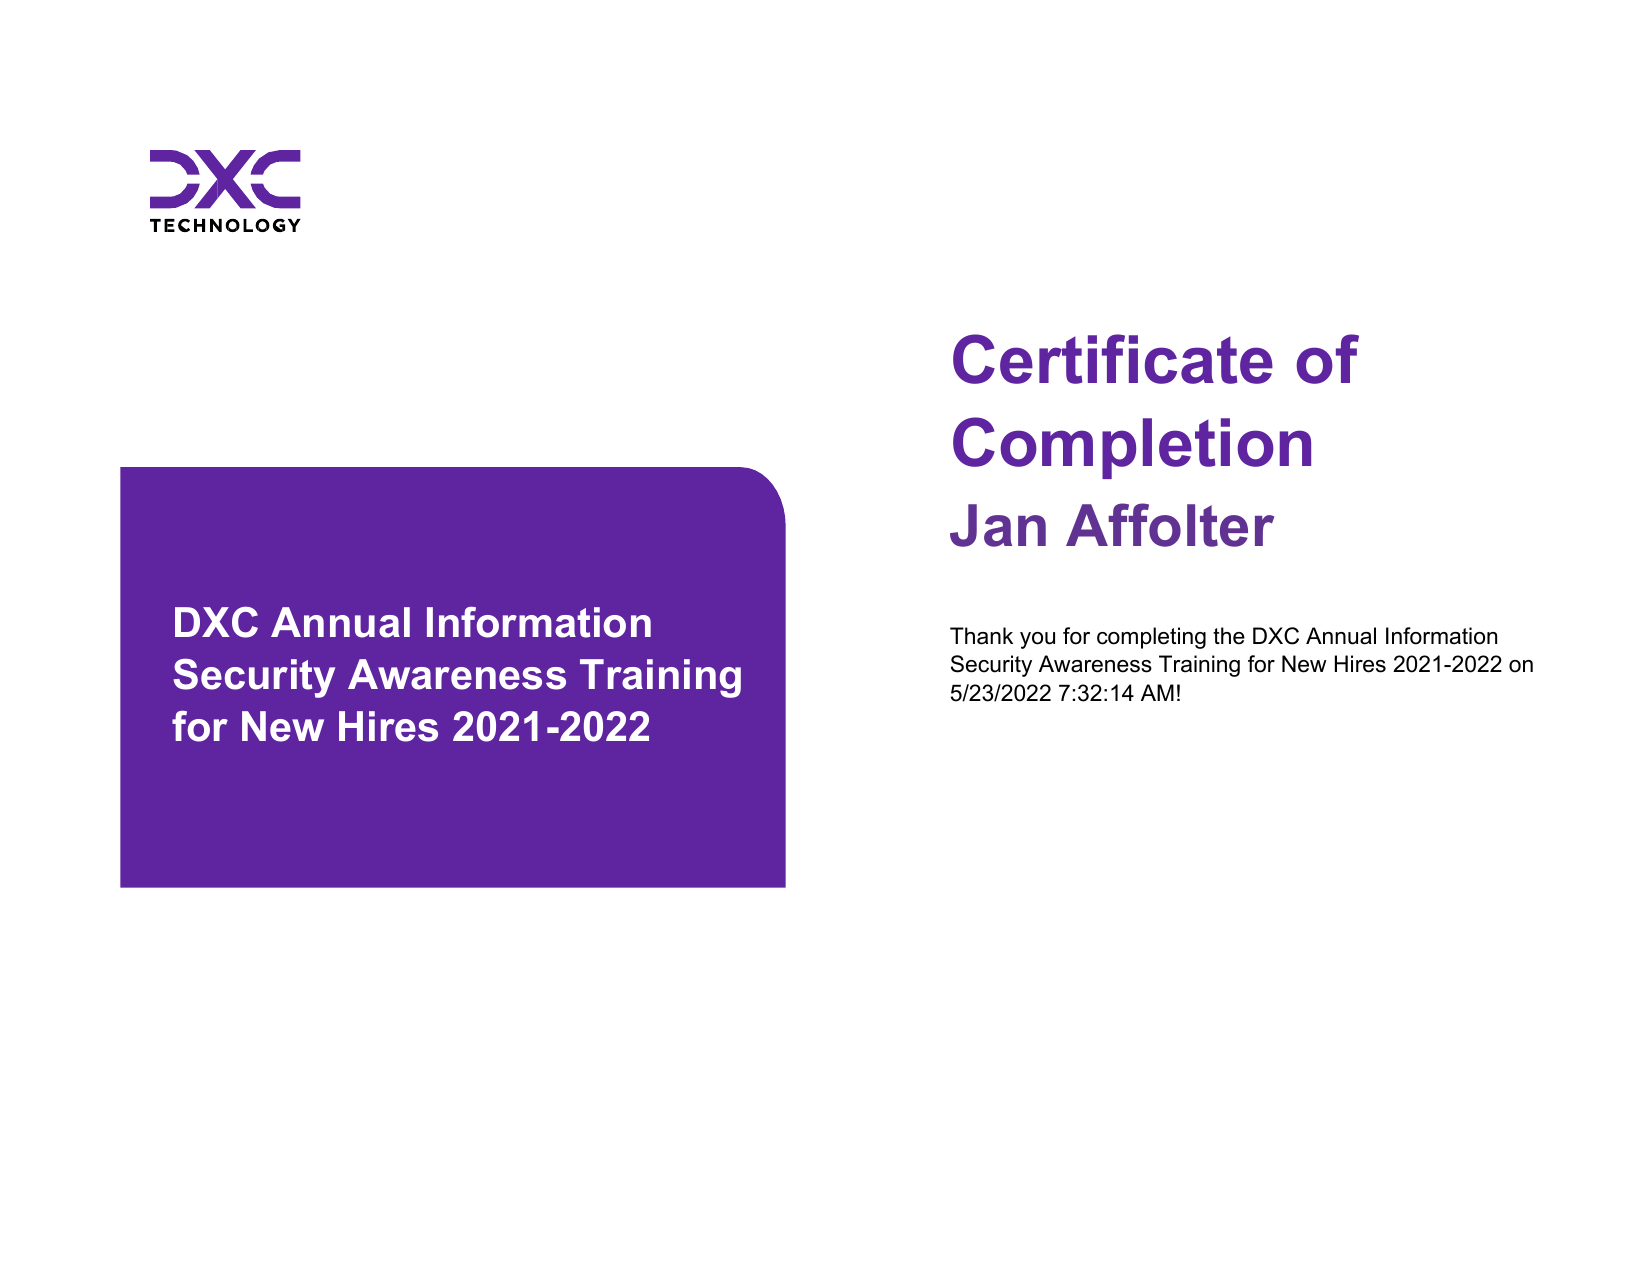 DXC
TECHNOLOGY
DXC Annual Information
Security Awareness Training
for New Hires 2021-2022
Certificate of
Completion
Jan Affolter
Thank you for completing the DXC Annual Information
Security Awareness Training for New Hires 2021-2022 on
5/23/2022 7:32:14 AM!